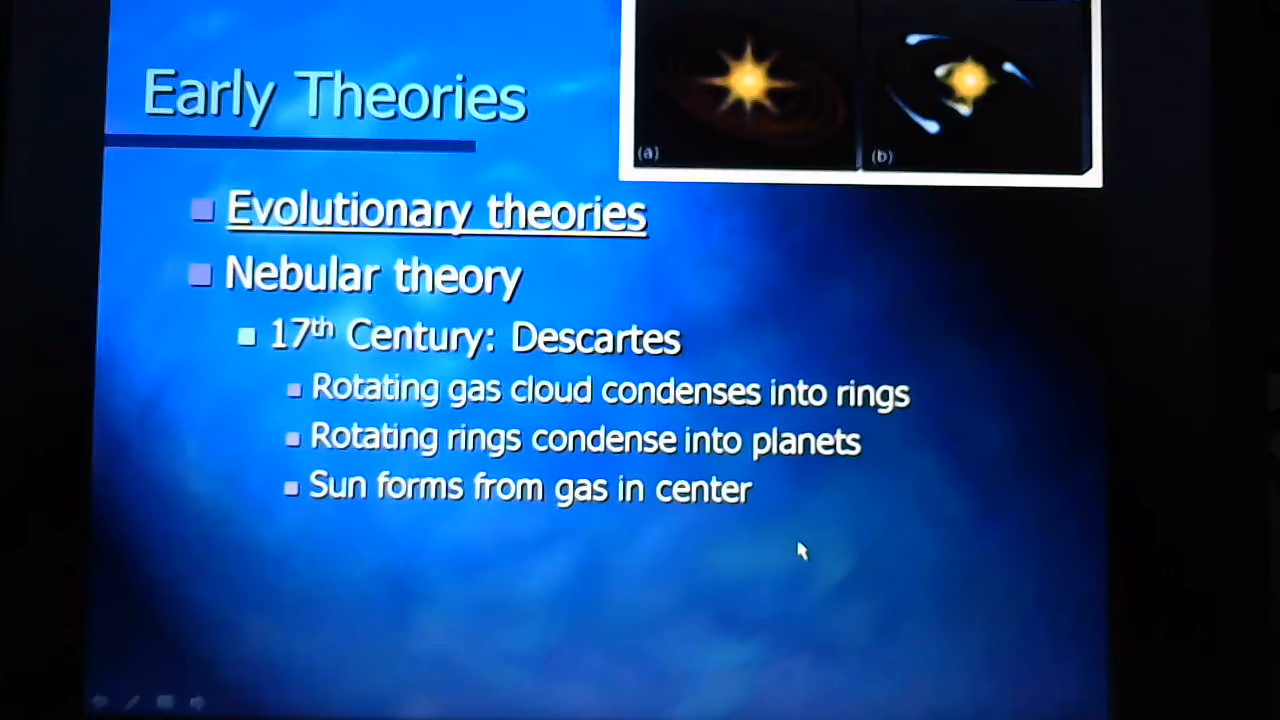 Early Theories
(a)
(b)
Evolutionary theories
Nebular theory
17th Century: Descartes
Rotating gas cloud condenses into rings
Rotating rings condense into planets
Sun forms from gas in center